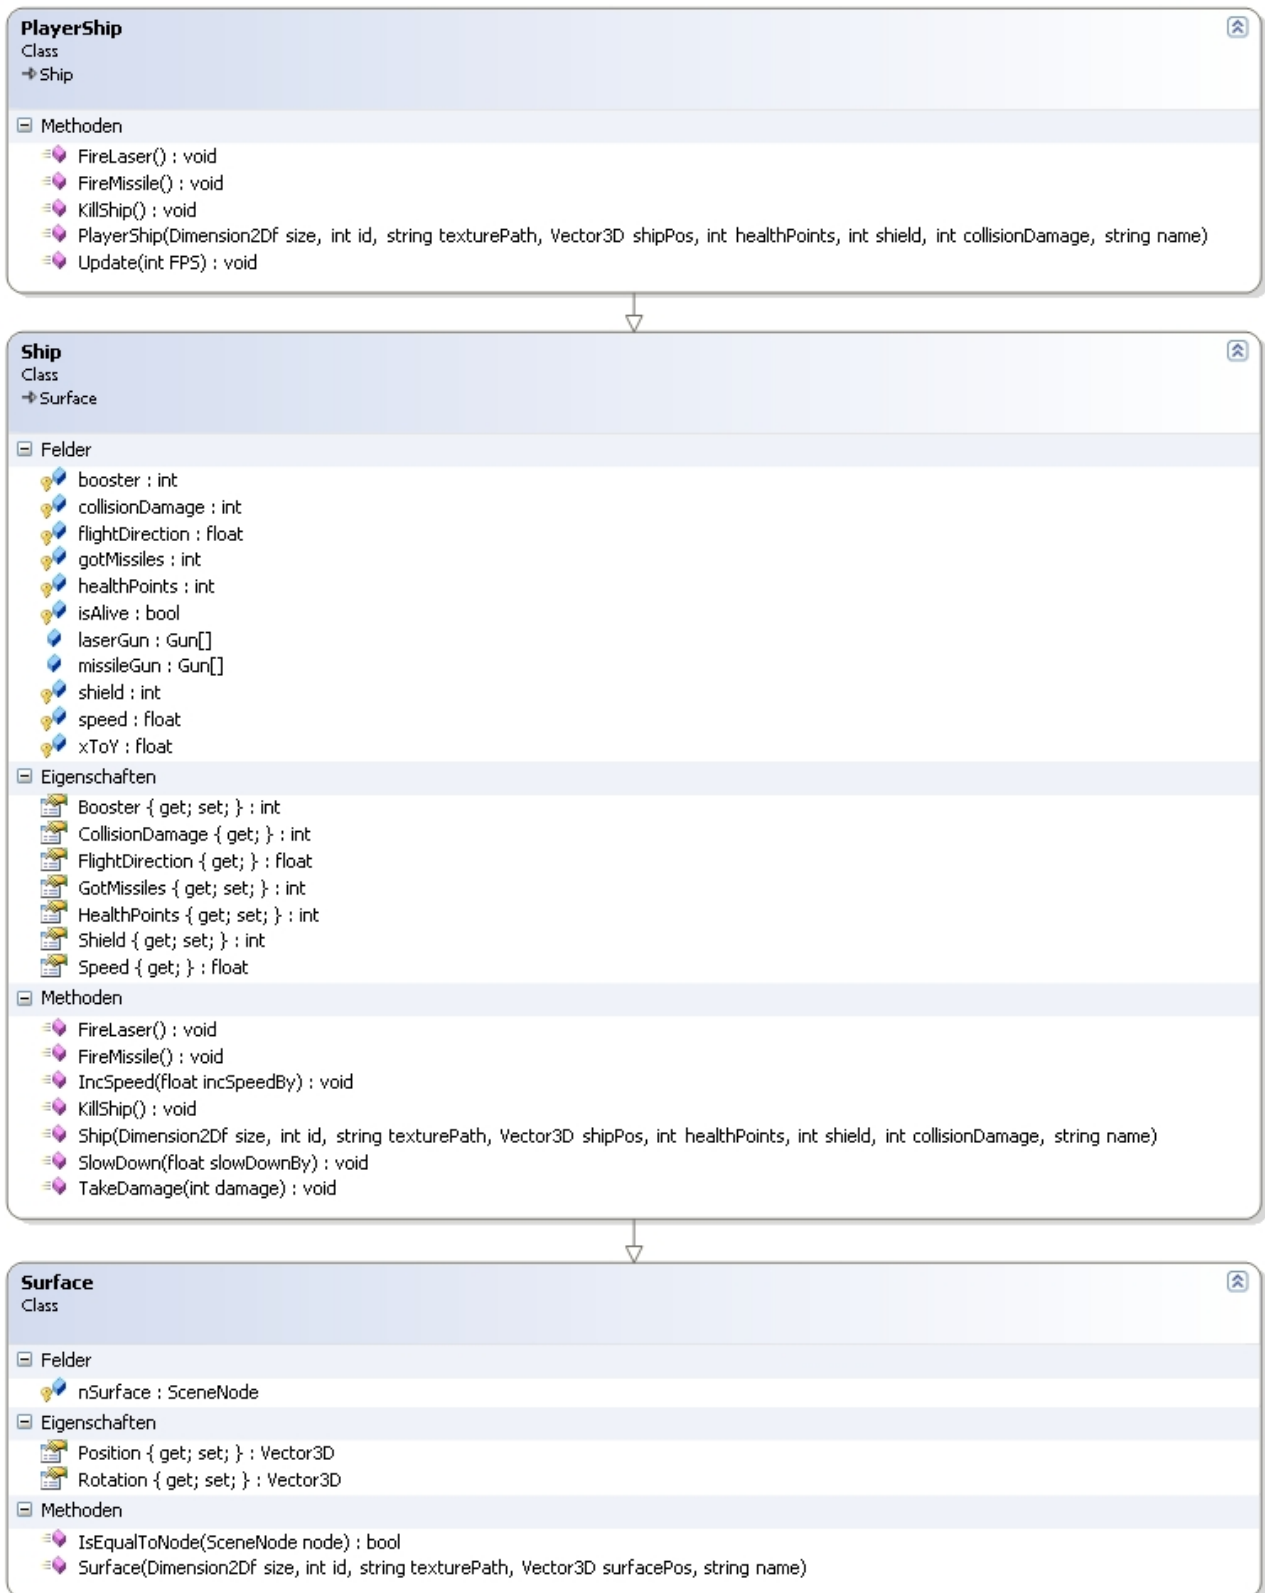 PlayerShip
Class
Ship
Methoden
FireLaser() : void
FireMissile() : void
KillShip() : void
PlayerShip(Dimension2Df size, int id, string texturePath, Vector3D shipPos, int healthPoints, int shield, int collisionDamage, string name)
Update(int FPS) : void
Ship
Class
Surface
Felder
booster : int
collisionDamage : int
flightDirection : float
gotMissiles : int
healthPoints : int
isAlive : bool
laserGun : Gun[]
missileGun : Gun[]
shield : int
speed : float
xToY : float
Eigenschaften
Booster { get; set; } : int
CollisionDamage { get; } : int
FlightDirection { get; } : float
GotMissiles { get; set; } : int
HealthPoints { get; set; } : int
Shield { get; set; } : int
Speed { get; } : float
Methoden
FireLaser() : void
FireMissile() : void
IncSpeed(float incSpeedBy) : void
KillShip() : void
Ship(Dimension2Df size, int id, string texturePath, Vector3D shipPos, int healthPoints, int shield, int collisionDamage, string name)
SlowDown(float slowDownBy) : void
TakeDamage(int damage) : void
Surface
Class
Felder
nSurface : SceneNode
Eigenschaften
Position { get; set; } : Vector3D
Rotation { get; set; } : Vector3D
Methoden
IsEqualToNode(SceneNode node) : bool
Surface(Dimension2Df size, int id, string texturePath, Vector3D surfacePos, string name)